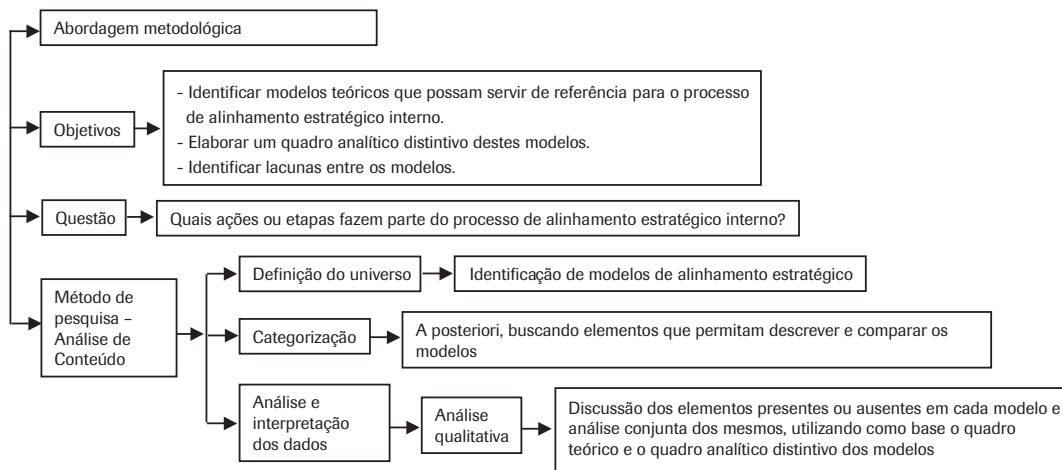 Abordagem metodológica
Objetivos
- Identificar modelos teóricos que possam servir de referência para o processo
de alinhamento estratégico interno.
- Elaborar um quadro analítico distintivo destes modelos.
- Identificar lacunas entre os modelos.
Questão
Quais ações ou etapas fazem parte do processo de alinhamento estratégico interno?
Método de
pesquisa –
Análise de
Conteúdo
Definição do universo
Identificação de modelos de alinhamento estratégico
Categorização
A posteriori, buscando elementos que permitam descrever e comparar os
modelos
Análise e
interpretação
dos dados
Análise
qualitativa
Discussão dos elementos presentes ou ausentes em cada modelo e
análise conjunta dos mesmos, utilizando como base o quadro
teórico e o quadro analítico distintivo dos modelos